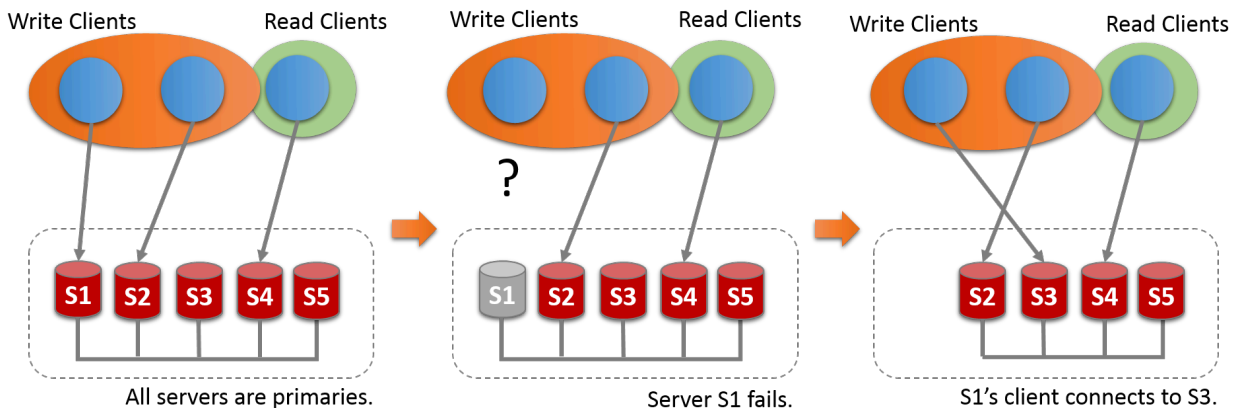 Write Clients
Read Clients
S1 S2 S3 S4 S5
All servers are primaries.
Write Clients
Read Clients
?
S1 S2 S3 S4 S5
Server S1 fails.
Write Clients
Read Clients
S2 S3 S4 S5
S1’s client connects to S3.